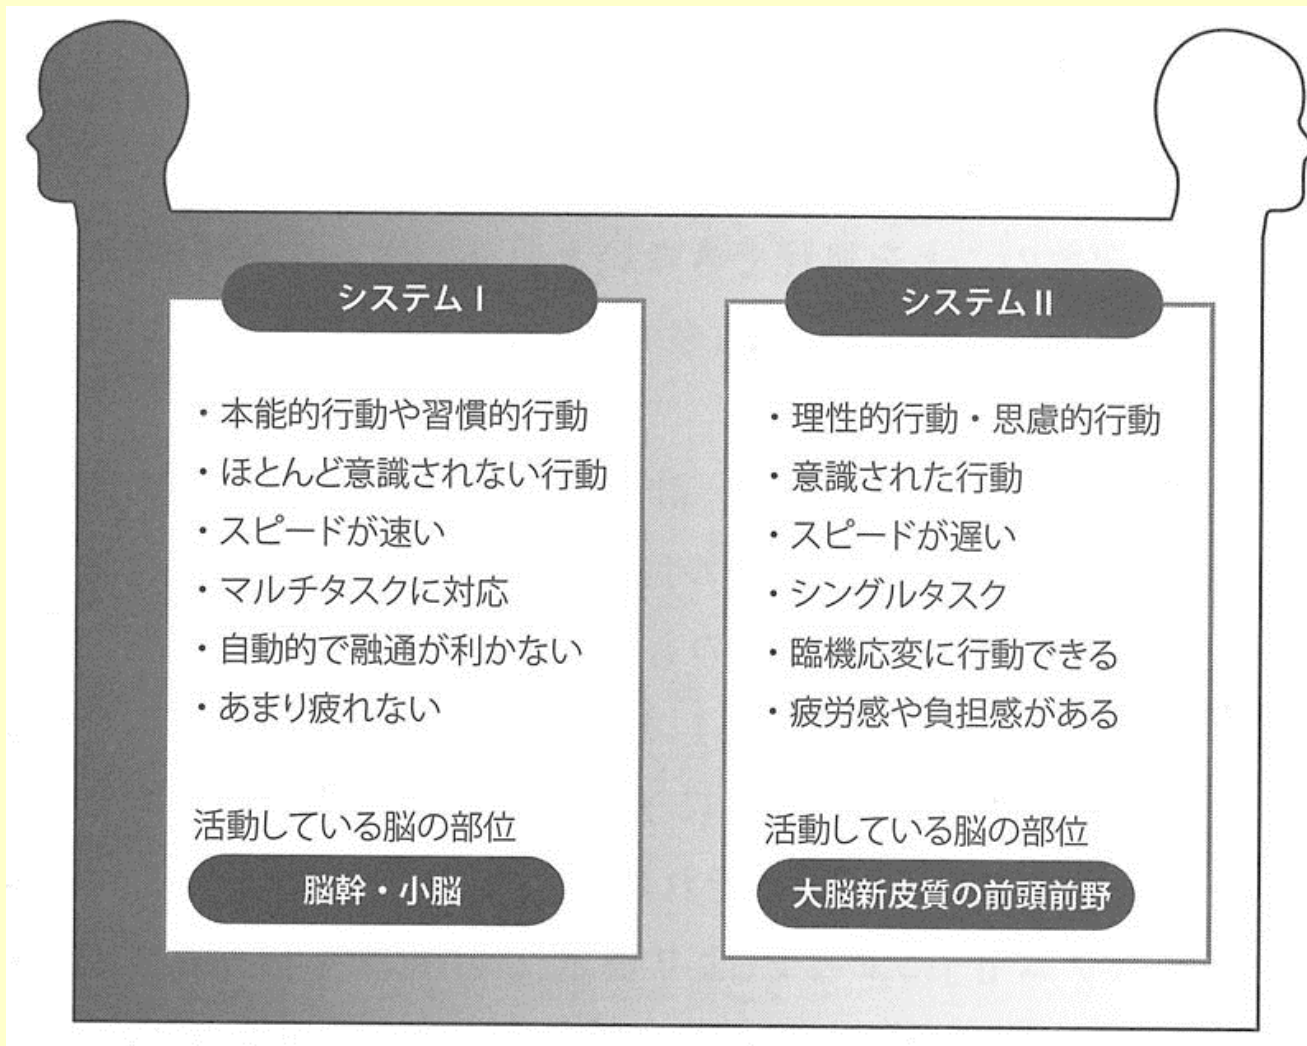 システムⅠ
・本能的行動や習慣的行動
・ほとんど意識されない行動
・スピードが速い
・マルチタスクに対応
・自動的で融通が利かない
・あまり疲れない
活動している脳の部位
脳幹・小脳
システムⅡ
・理性的行動・思慮的行動
・意識された行動
・スピードが遅い
・シングルタスク
・臨機応変に行動できる
・疲労感や負担感がある
活動している脳の部位
大脳新皮質の前頭前野